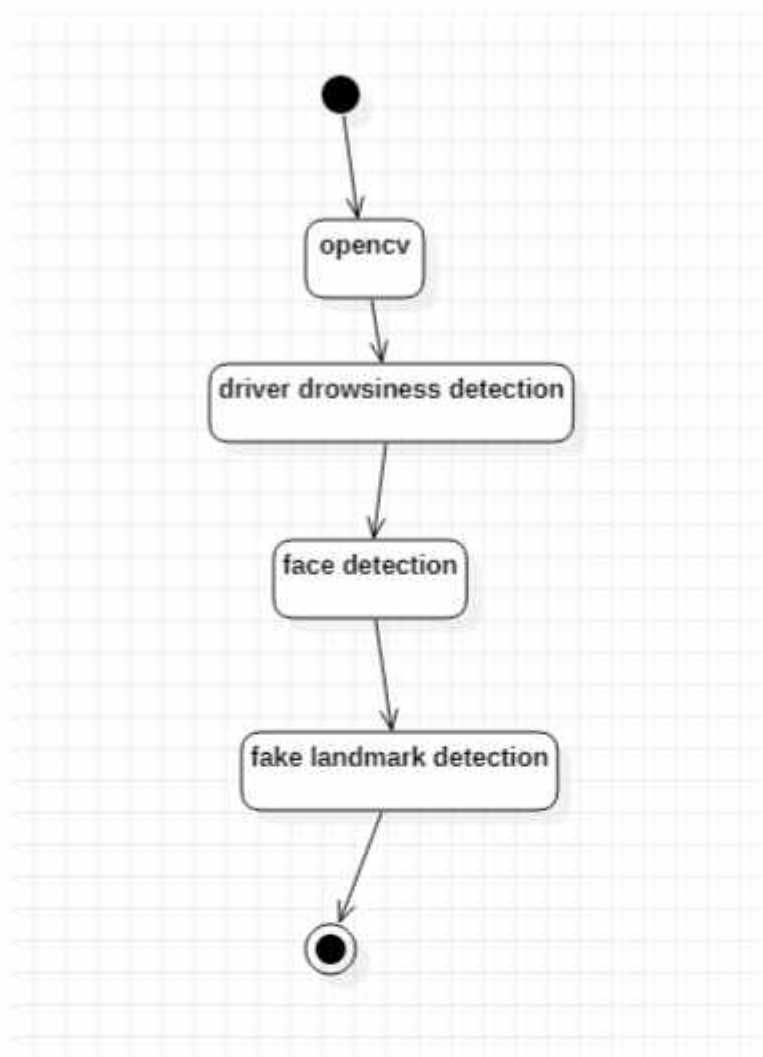 opencv
driver drowsiness detection
face detection
fake landmark detection